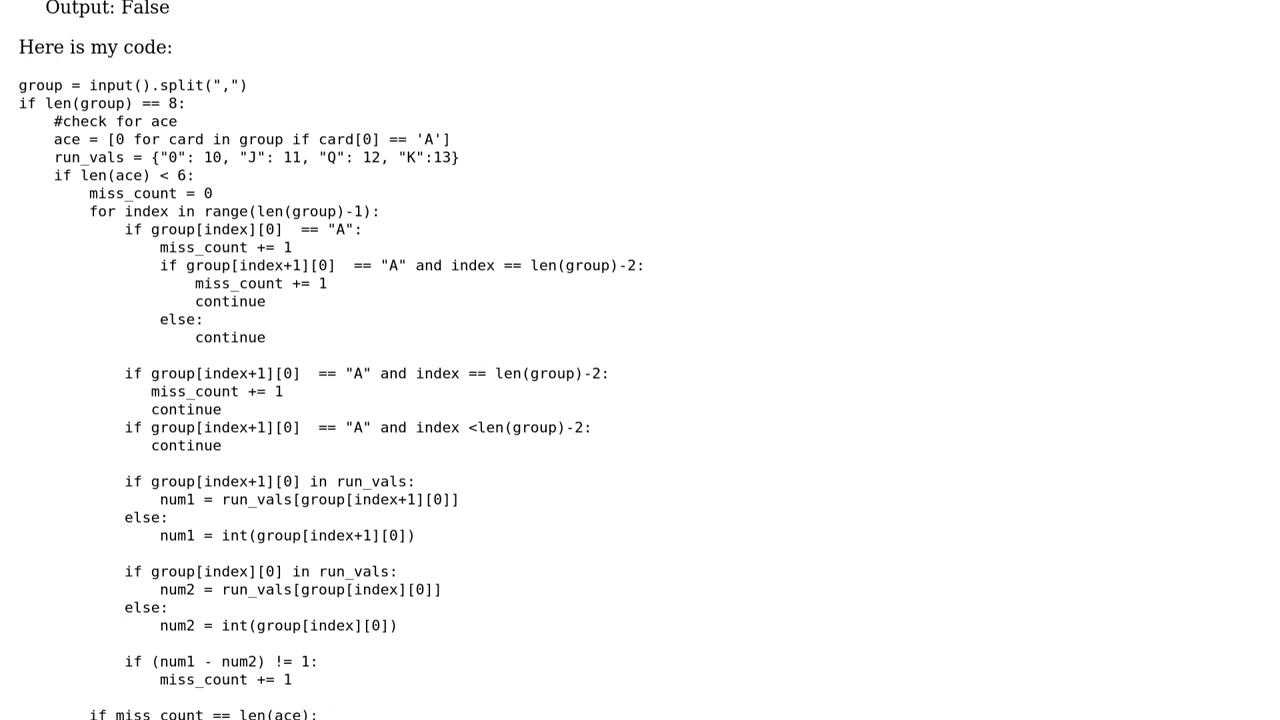 Output: False
Here is my code:
group = input().split(",")
if len(group) == 8:
    #check for ace
    ace = [0 for card in group if card[0] == 'A']
    run_vals = {"0": 10, "J": 11, "Q": 12, "K":13}
    if len(ace) < 6:
        miss_count = 0
        for index in range(len(group)-1):
            if group[index][0]  == "A":
                miss_count += 1
                if group[index+1][0]  == "A" and index == len(group)-2:
                    miss_count += 1
                    continue
                else:
                    continue

            if group[index+1][0]  == "A" and index == len(group)-2:
               miss_count += 1
               continue
            if group[index+1][0]  == "A" and index <len(group)-2:
               continue

            if group[index+1][0] in run_vals:
                num1 = run_vals[group[index+1][0]]
            else:
                num1 = int(group[index+1][0])

            if group[index][0] in run_vals:
                num2 = run_vals[group[index][0]]
            else:
                num2 = int(group[index][0])

            if (num1 - num2) != 1:
                miss_count += 1

        if miss_count == len(ace):